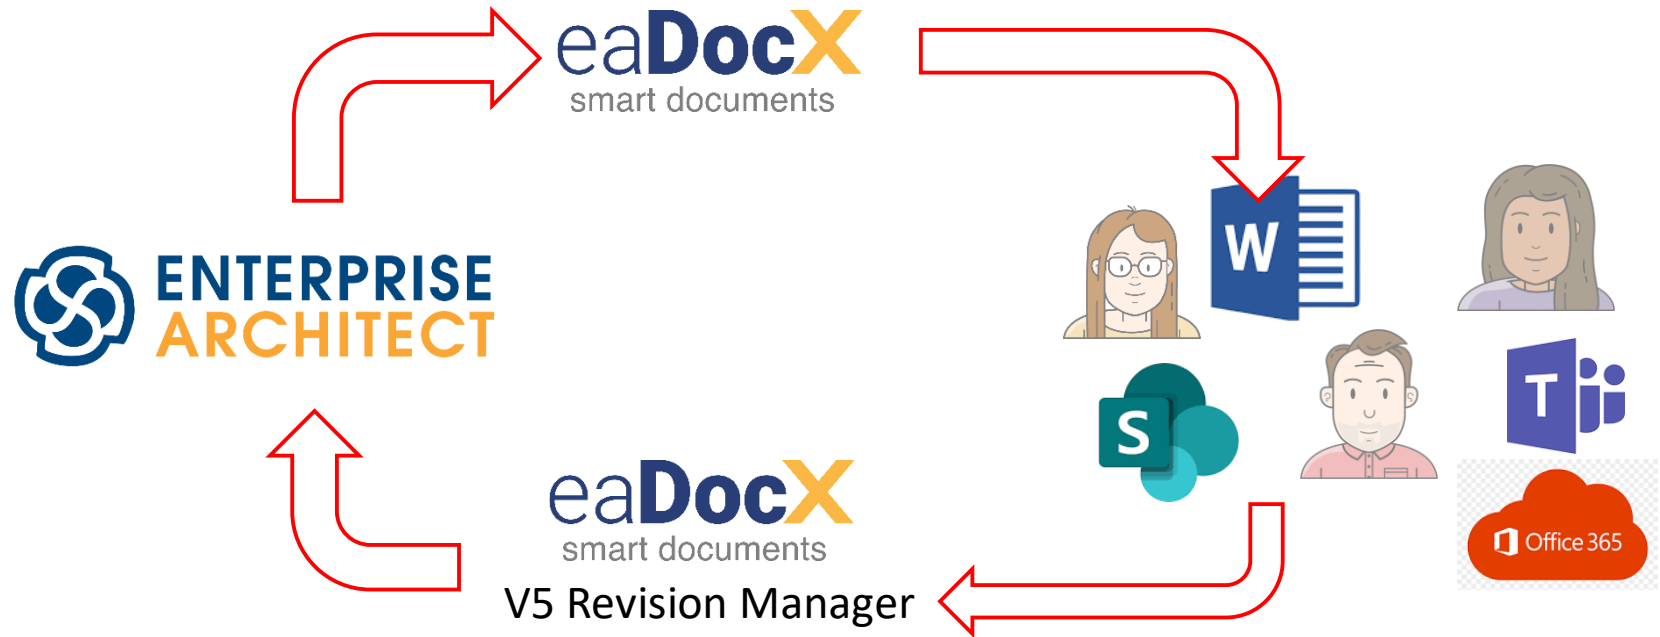 eaDocX
smart documents
ENTERPRISE
ARCHITECT
W
S
T
Office 365
eaDocX
smart documents
V5 Revision Manager